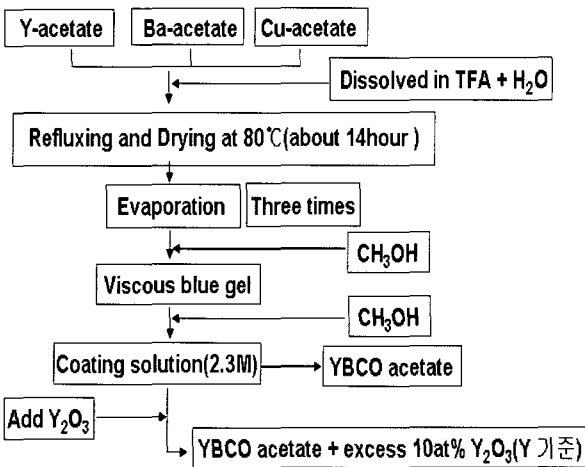 Y-acetate Ba-acetate Cu-acetate
Dissolved in TFA + H₂O
Refluxing and Drying at 80℃(about 14hour )
Evaporation Three times
CH₃OH
Viscous blue gel
CH₃OH
Coating solution(2.3M) YBCO acetate
Add Y₂O₃
YBCO acetate + excess 10at% Y₂O₃(Y 기준)